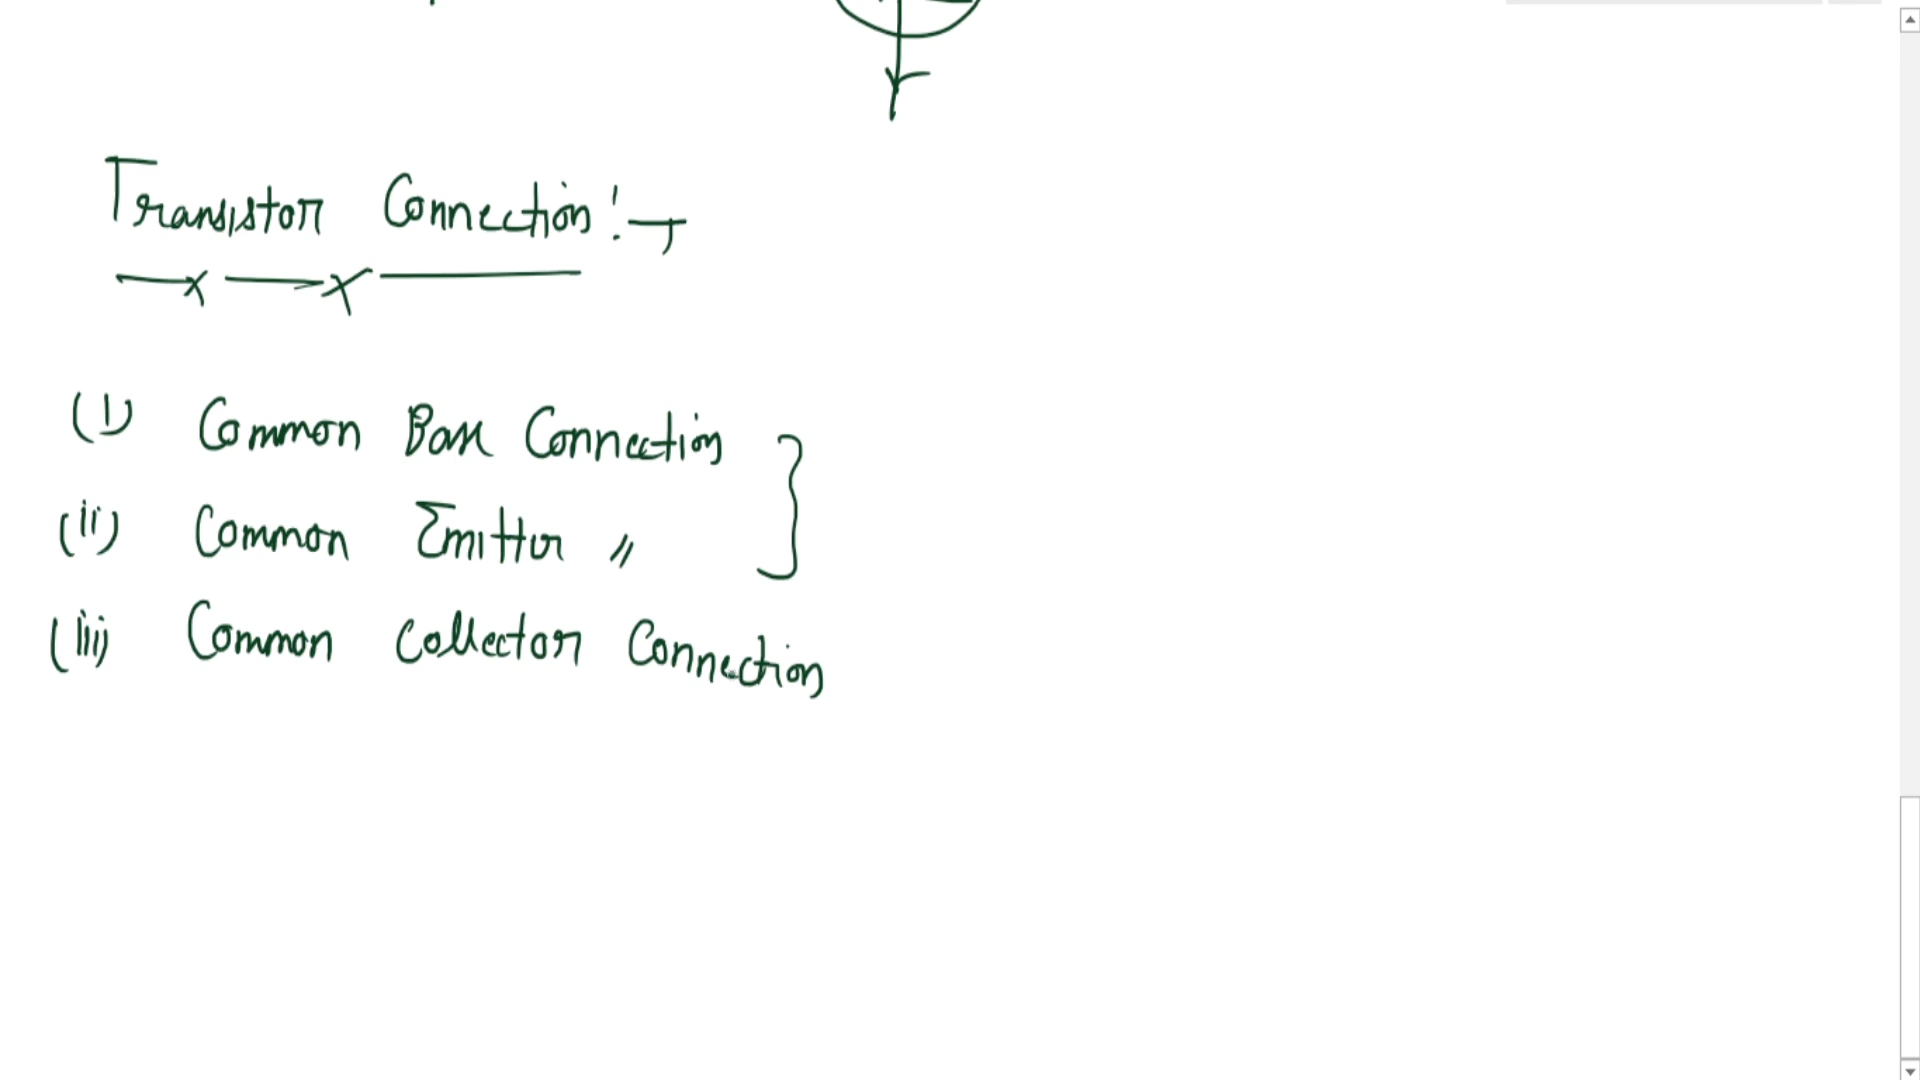 Transistor Connection:→
(i) Common Base Connection
(ii) Common Emitter "
(iii) Common Collector Connection